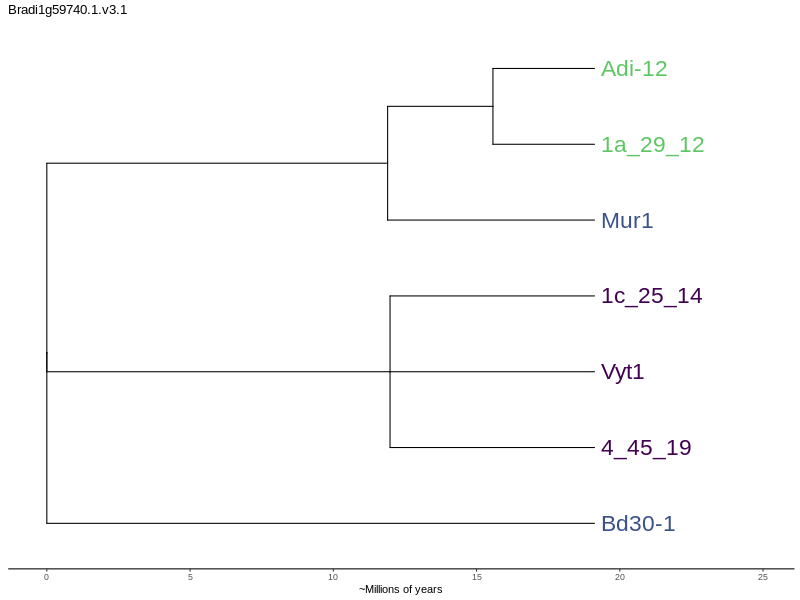 Bradi1g59740.1.v3.1
Adi-12
1a_29_12
Mur1
1c_25_14
Vyt1
4_45_19
Bd30-1
0 5 10 15 20 25
~Millions of years